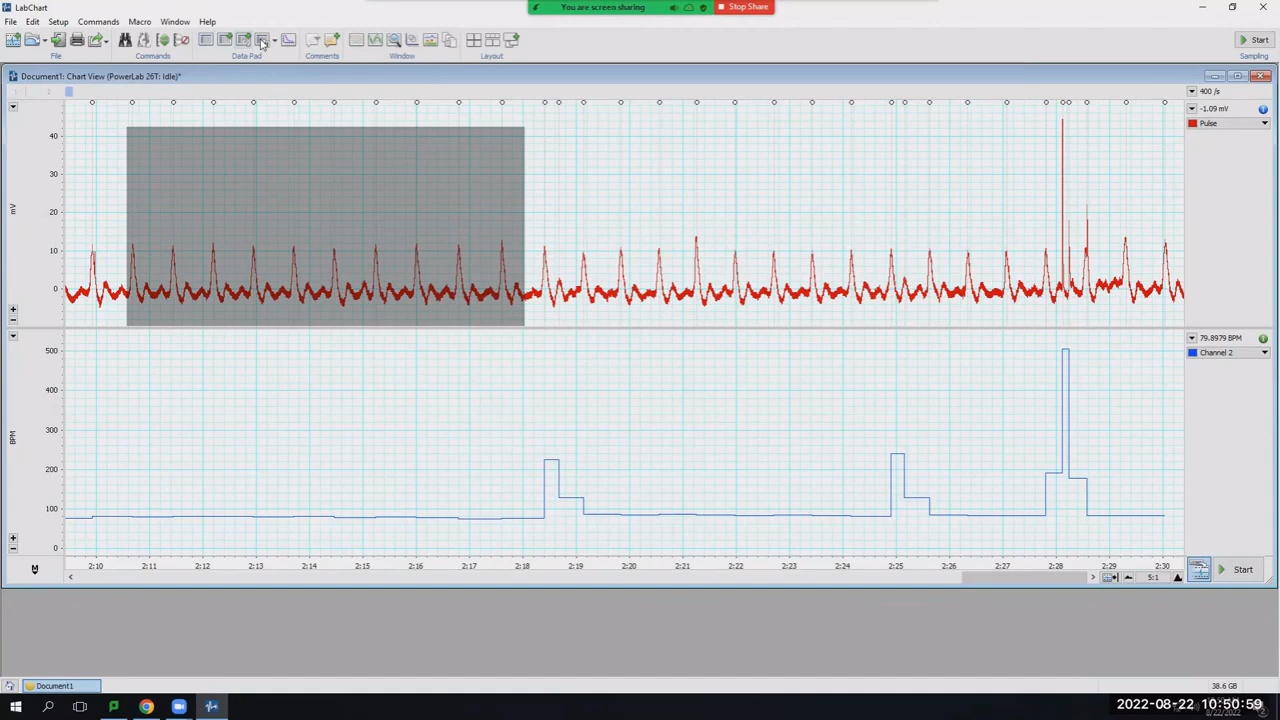 LabChart
You are screen sharing
Stop Share
File Edit Setup Commands Macro Window Help
File
Commands
Data Pad
Comments
Window
Layout
Start
Sampling
Document1: Chart View (PowerLab 26T: Idle)*
1 2
400 /s
-1.09 mV
Pulse
40
30
20
10
0
mV
79.8979 BPM
Channel 2
500
400
300
200
100
0
BPM
2:10 2:11 2:12 2:13 2:14 2:15 2:16 2:17 2:18 2:19 2:20 2:21 2:22 2:23 2:24 2:25 2:26 2:27 2:28 2:29 2:30
M
5:1
Start
Document1
38.6 GB
2022-08-22 10:50:59